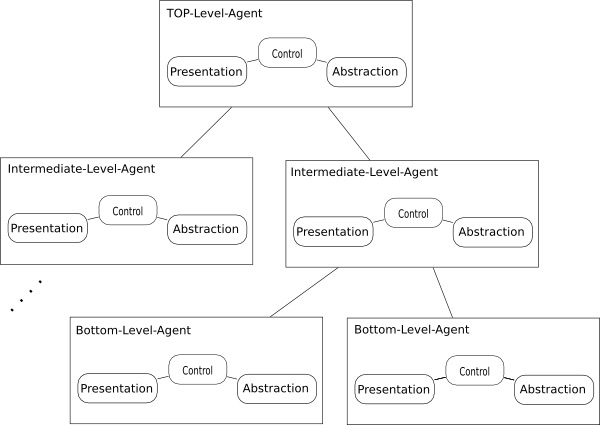 TOP-Level-Agent
Control
Presentation
Abstraction
Intermediate-Level-Agent
Control
Presentation
Abstraction
Intermediate-Level-Agent
Control
Presentation
Abstraction
Bottom-Level-Agent
Control
Presentation
Abstraction
Bottom-Level-Agent
Control
Presentation
Abstraction